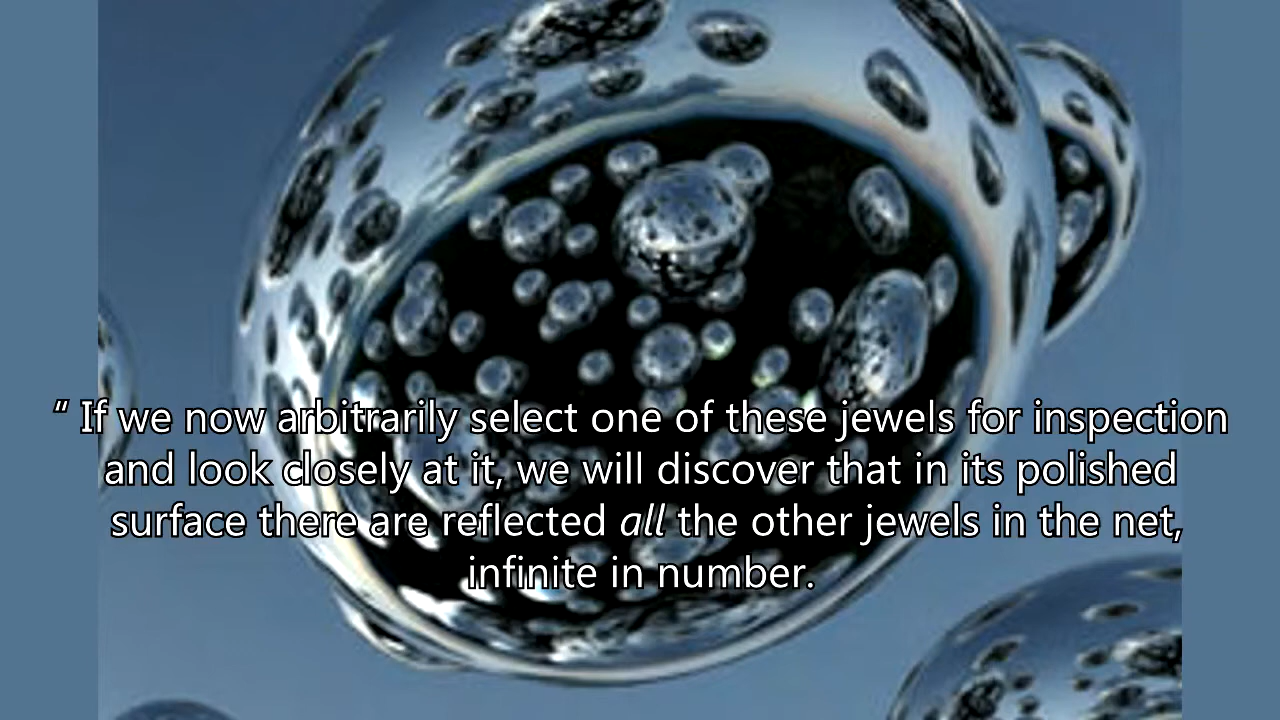 “ If we now arbitrarily select one of these jewels for inspection
and look closely at it, we will discover that in its polished
surface there are reflected all the other jewels in the net,
infinite in number.